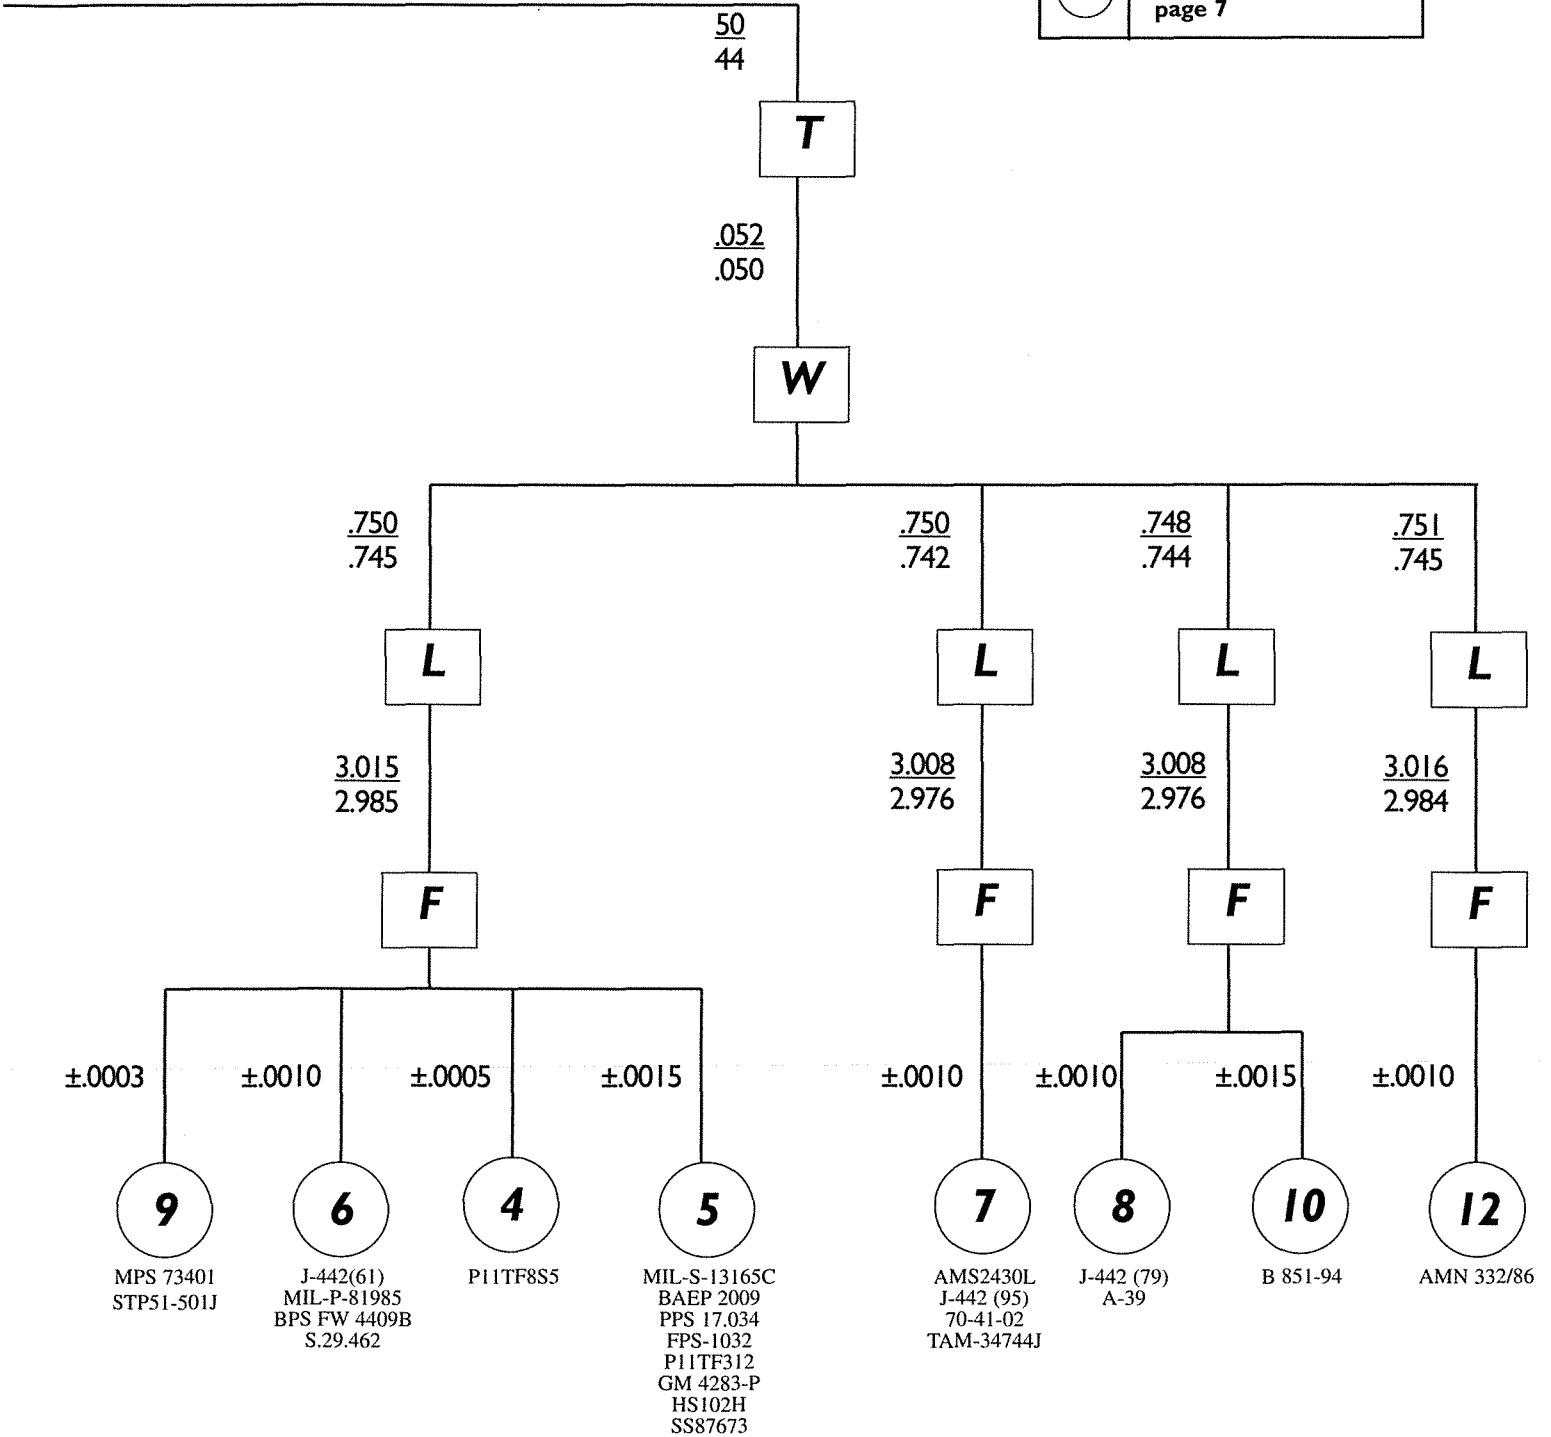 page 7
50
44
T
.052
.050
W
.750
.745
.750
.742
.748
.744
.751
.745
L
L
L
L
3.015
2.985
3.008
2.976
3.008
2.976
3.016
2.984
F
F
F
F
±.0003
±.0010
±.0005
±.0015
±.0010
±.0010
±.0015
±.0010
9
6
4
5
7
8
10
12
MPS 73401
STP51-501J
J-442(61)
MIL-P-81985
BPS FW 4409B
S.29.462
P11TF8S5
MIL-S-13165C
BAEP 2009
PPS 17.034
FPS-1032
P11TF312
GM 4283-P
HS102H
SS87673
AMS2430L
J-442 (95)
70-41-02
TAM-34744J
J-442 (79)
A-39
B 851-94
AMN 332/86